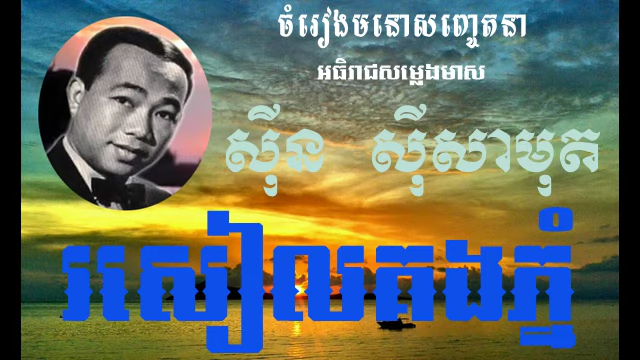 ចំរៀងមនោសញ្ចេតនា
អធិរាជសម្លេងមាស
ស៊ីន ស៊ីសាមុត
រសៀលគងភ្នំ